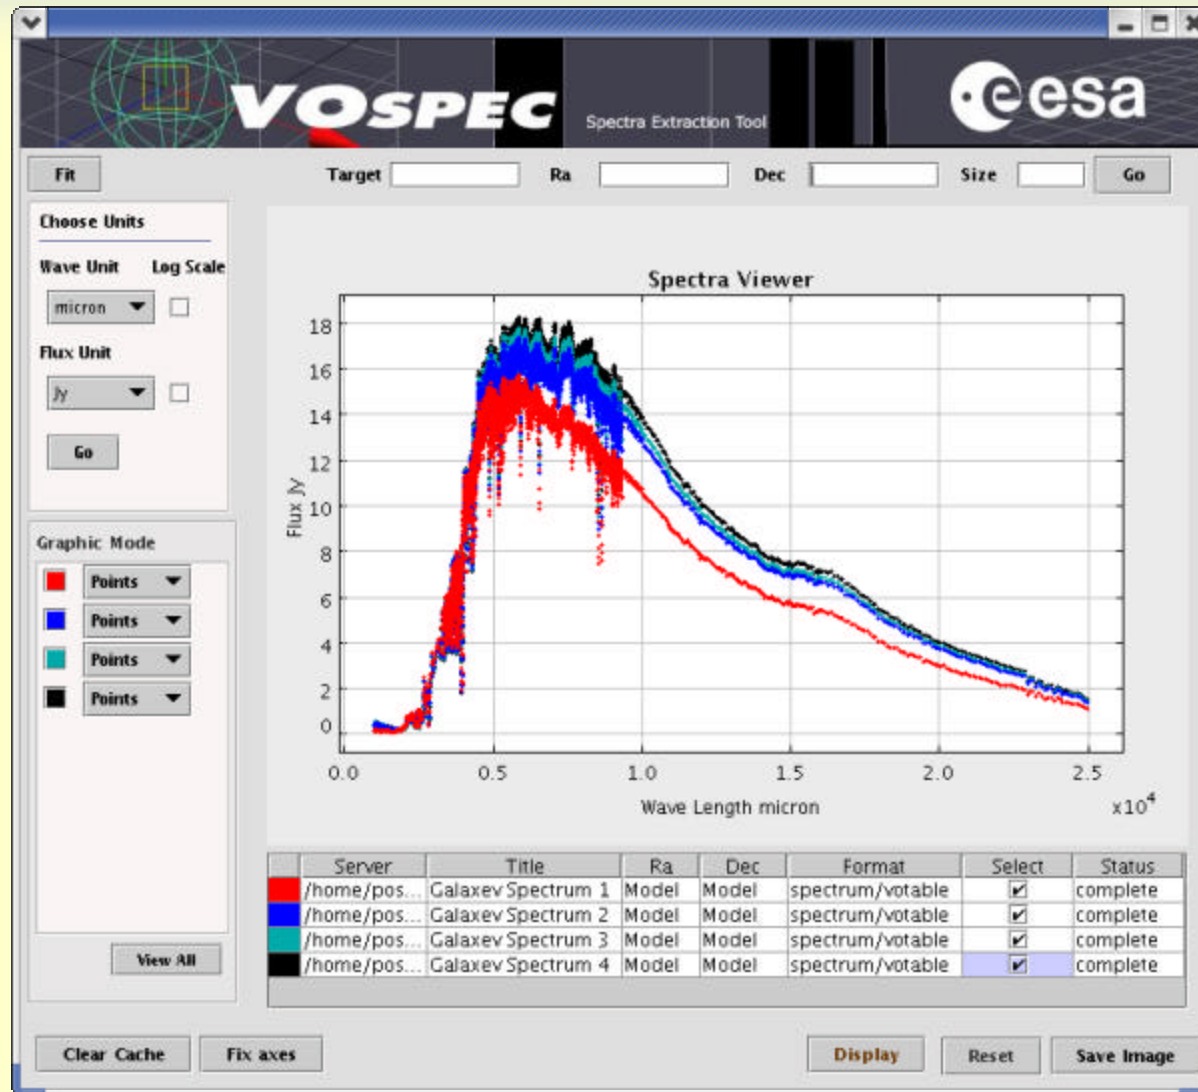 VOSPEC Spectra Extraction Tool esa
Fit Target Ra Dec Size Go
Choose Units
Wave Unit Log Scale
micron
Flux Unit
Jy
Go
Graphic Mode
Points
Points
Points
Points
View All
Spectra Viewer
18
16
14
12
10
8
6
4
2
0
Flux Jy
0.0 0.5 1.0 1.5 2.0 2.5
Wave Length micron x10^4
Server Title Ra Dec Format Select Status
/home/pos... Galaxev Spectrum 1 Model Model spectrum/votable complete
/home/pos... Galaxev Spectrum 2 Model Model spectrum/votable complete
/home/pos... Galaxev Spectrum 3 Model Model spectrum/votable complete
/home/pos... Galaxev Spectrum 4 Model Model spectrum/votable complete
Clear Cache Fix axes Display Reset Save Image